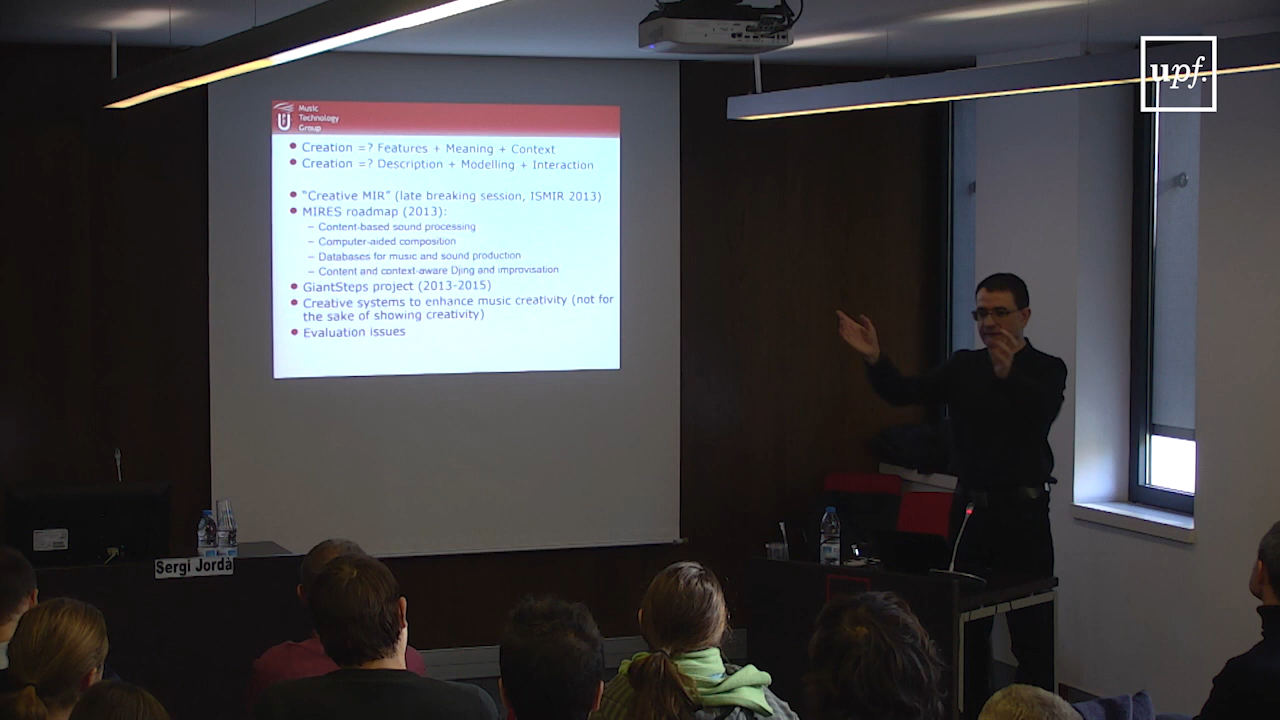 upf.
Music
Technology
Group
Creation =? Features + Meaning + Context
Creation =? Description + Modelling + Interaction
“Creative MIR” (late breaking session, ISMIR 2013)
MIRES roadmap (2013):
– Content-based sound processing
– Computer-aided composition
– Databases for music and sound production
– Content and context-aware Djing and improvisation
GiantSteps project (2013-2015)
Creative systems to enhance music creativity (not for
the sake of showing creativity)
Evaluation issues
Sergi Jordà